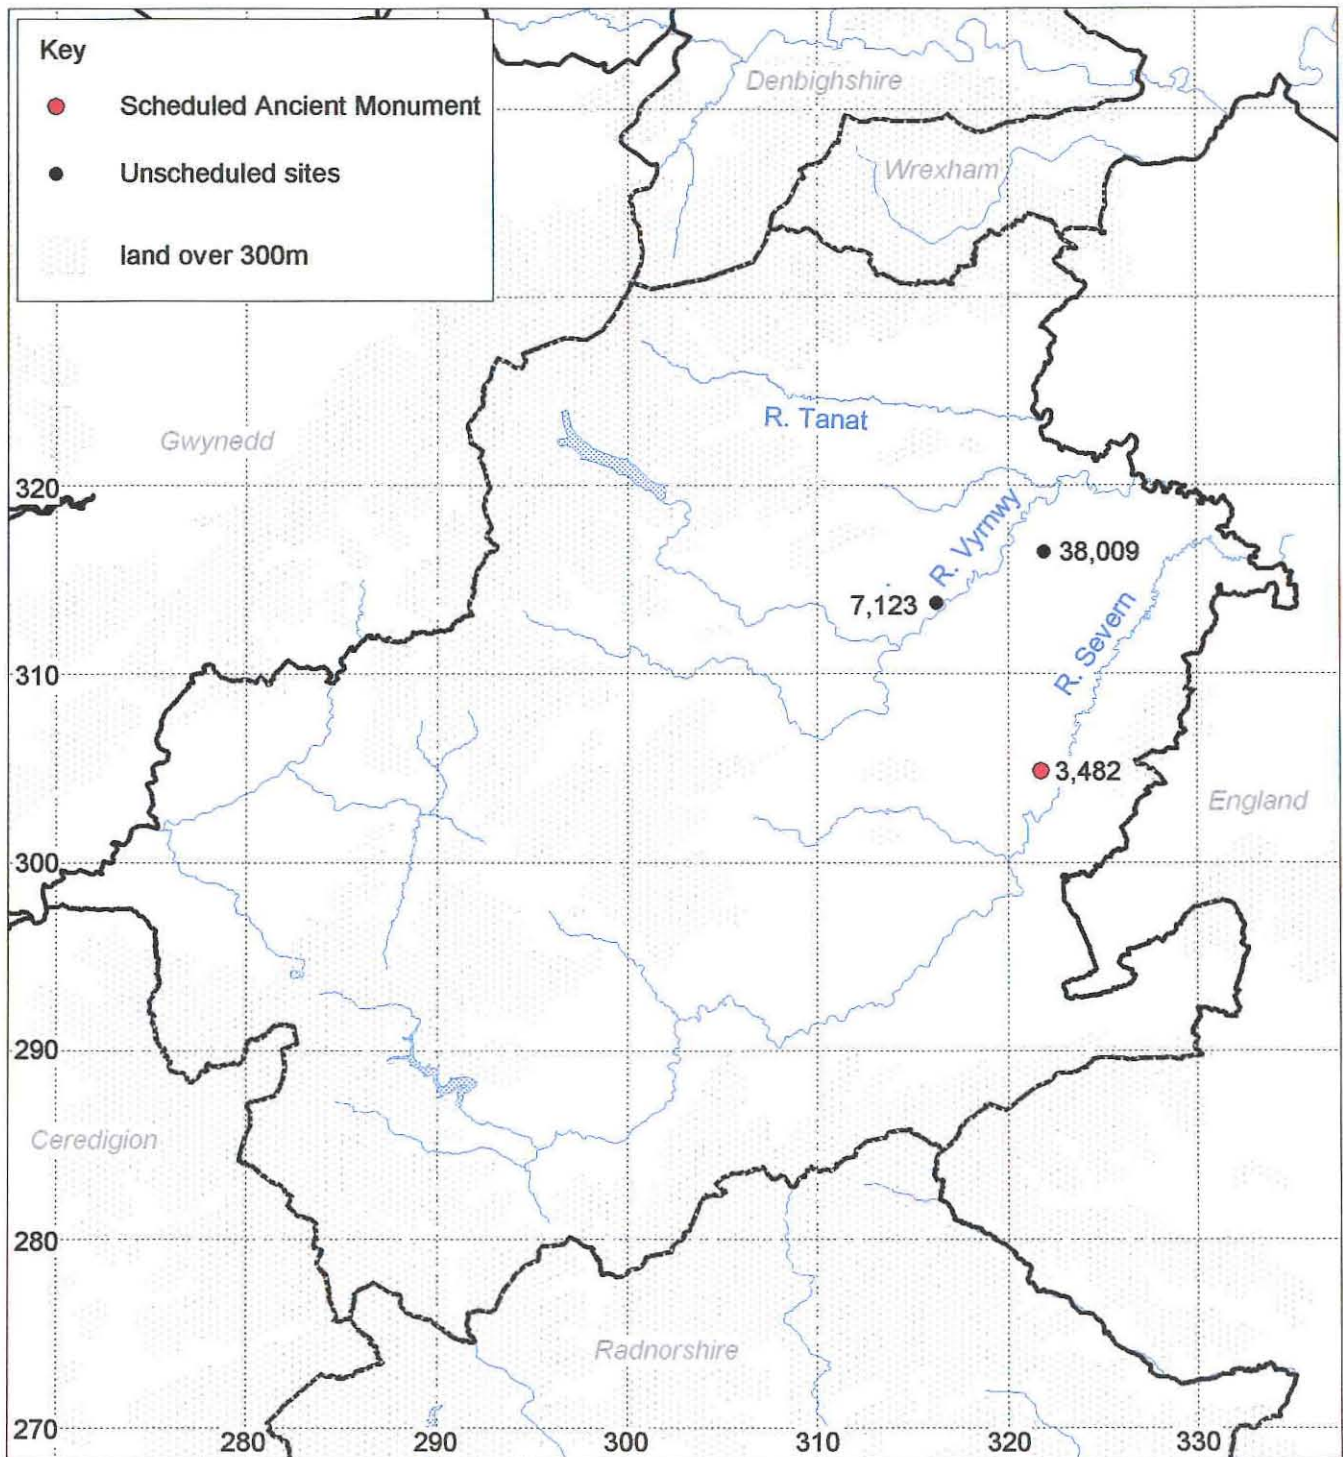 Key
Scheduled Ancient Monument
Unscheduled sites
land over 300m
Denbighshire
Wrexham
Gwynedd
R. Tanat
320
R. Vyrnwy
38,009
7,123
R. Severn
310
3,482
England
300
290
Ceredigion
280
Radnorshire
270
280
290
300
310
320
330